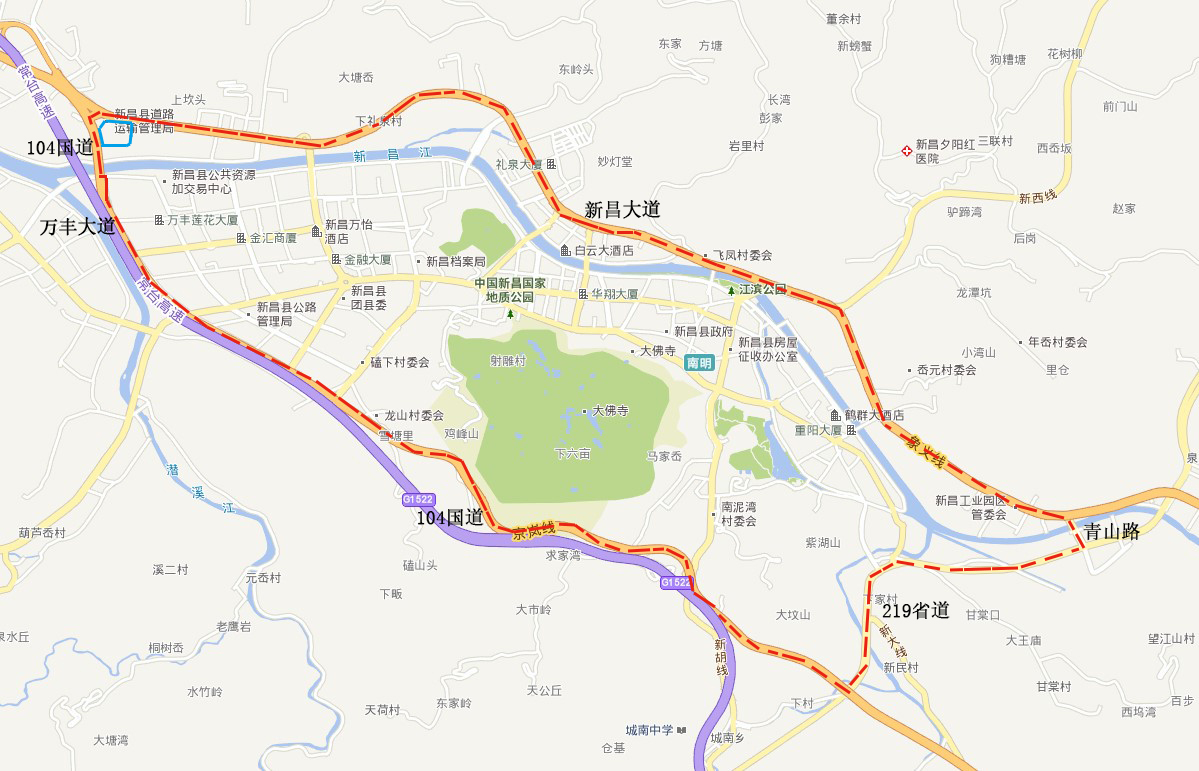 董余村
东家
方塘
新螃蟹
狗糟塘
花树柳
常台高速
大塘岙
东岭头
上坎头
长湾
彭家
前门山
新昌县道路
运输管理局
下礼泉村
104国道
新昌江
礼泉大厦
妙灯堂
岩里村
新昌夕阳红
医院
三联村
西岙坂
新昌县公共资源
加交易中心
新西线
万丰大道
万丰莲花大厦
新昌万怡
酒店
新昌大道
驴蹄湾
赵家
金汇商厦
白云大酒店
后岗
金融大厦
新昌档案局
飞凤村委会
常台高速
新昌县
团县委
中国新昌国家
地质公园
华翔大厦
江滨公园
龙潭坑
新昌县公路
管理局
新昌县政府
新昌县房屋
征收办公室
年岙村委会
大佛寺
小湾山
磕下村委会
射雕村
南明
岙元村委会
里仓
龙山村委会
大佛寺
鹤群大酒店
雪塘里
鸡峰山
重阳大厦
下六亩
马家岙
象义线
潜溪江
泉
G1522
南泥湾
村委会
新昌工业园区
管委会
104国道
京岚线
青山路
葫芦岙村
求家湾
紫湖山
溪二村
元岙村
磕山头
G1522
下畈
大市岭
下家村
219省道
大坟山
甘棠口
泉水丘
老鹰岩
新大线
大王庙
望江山村
桐树岙
新胡线
新民村
水竹岭
天公丘
甘棠村
百步
天荷村
东家岭
下村
西坞湾
大塘湾
城南中学
城南乡
仓基